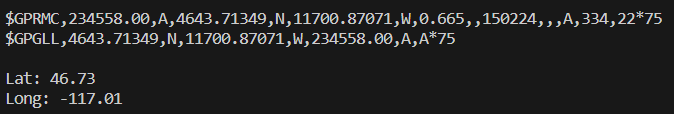 $GPRMC,234558.00,A,4643.71349,N,11700.87071,W,0.665,,150224,,,A,334,22*75
$GPGLL,4643.71349,N,11700.87071,W,234558.00,A,A*75
Lat: 46.73
Long: -117.01